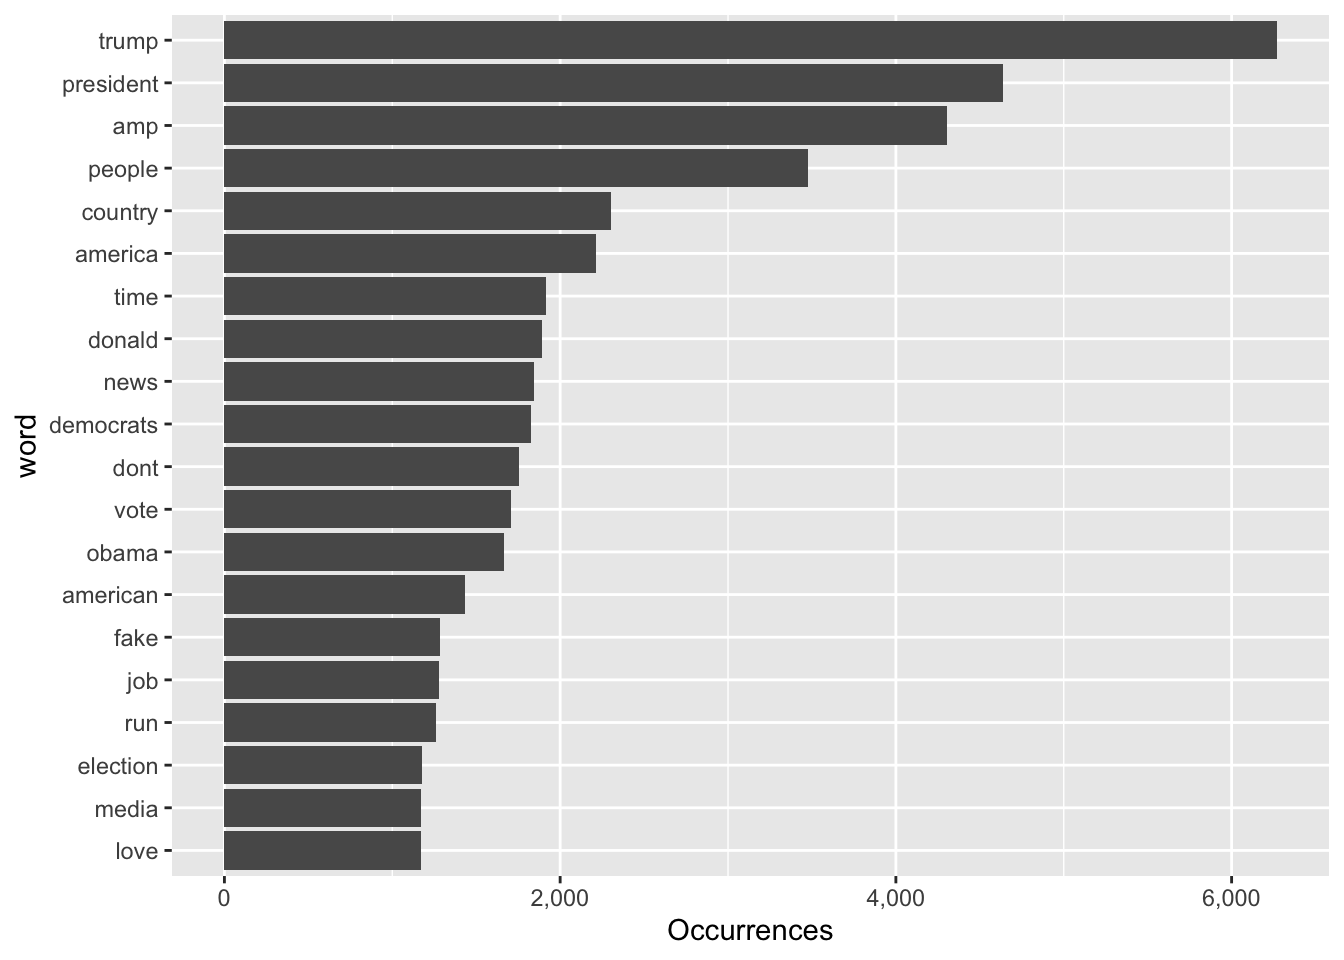 trump
president
amp
people
country
america
time
donald
news
democrats
dont
vote
obama
american
fake
job
run
election
media
love
word
0 2,000 4,000 6,000
Occurrences